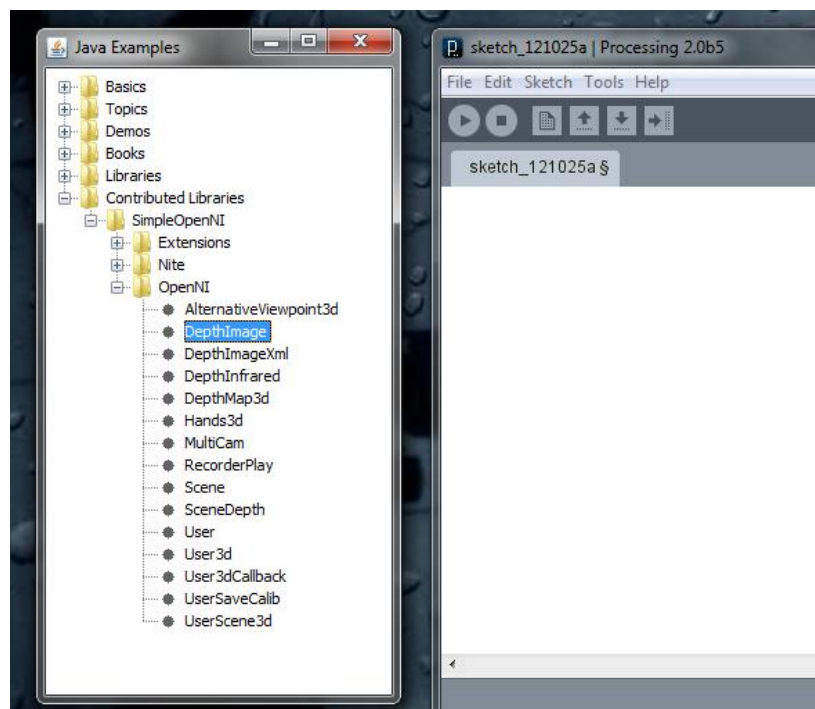 Java Examples
Basics
Topics
Demos
Books
Libraries
Contributed Libraries
SimpleOpenNI
Extensions
Nite
OpenNI
AlternativeViewpoint3d
DepthImage
DepthImageXml
DepthInfrared
DepthMap3d
Hands3d
MultiCam
RecorderPlay
Scene
SceneDepth
User
User3d
User3dCallback
UserSaveCalib
UserScene3d
sketch_121025a | Processing 2.0b5
File Edit Sketch Tools Help
sketch_121025a §